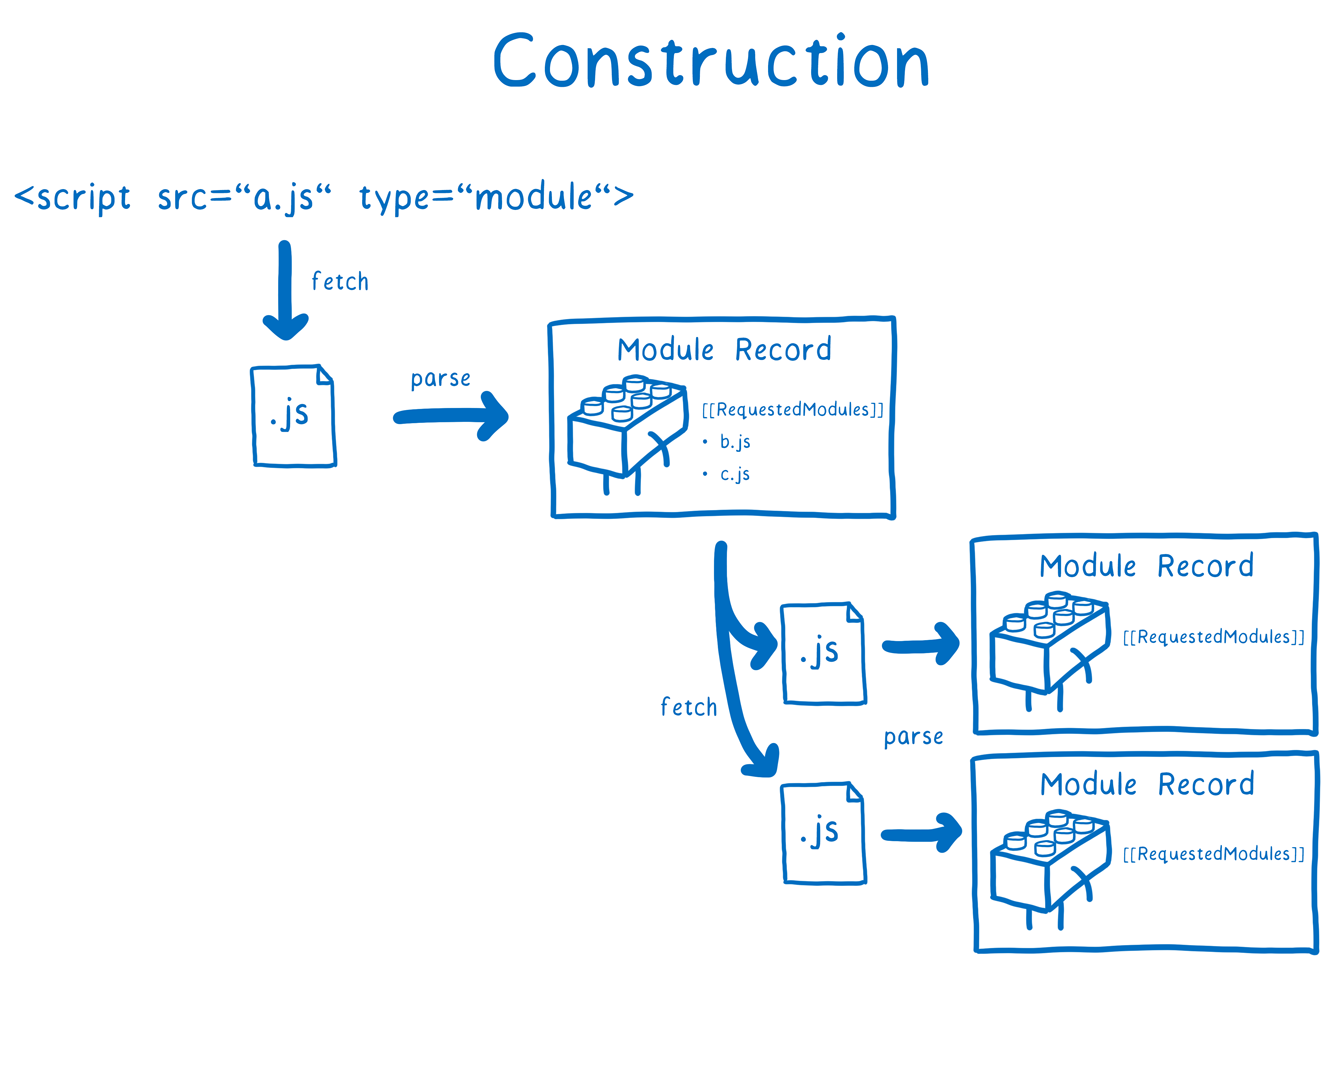 Construction
<script src=“a.js“ type=“module“>
fetch
.js
parse
Module Record
[[RequestedModules]]
• b.js
• c.js
fetch
.js
.js
parse
Module Record
[[RequestedModules]]
Module Record
[[RequestedModules]]